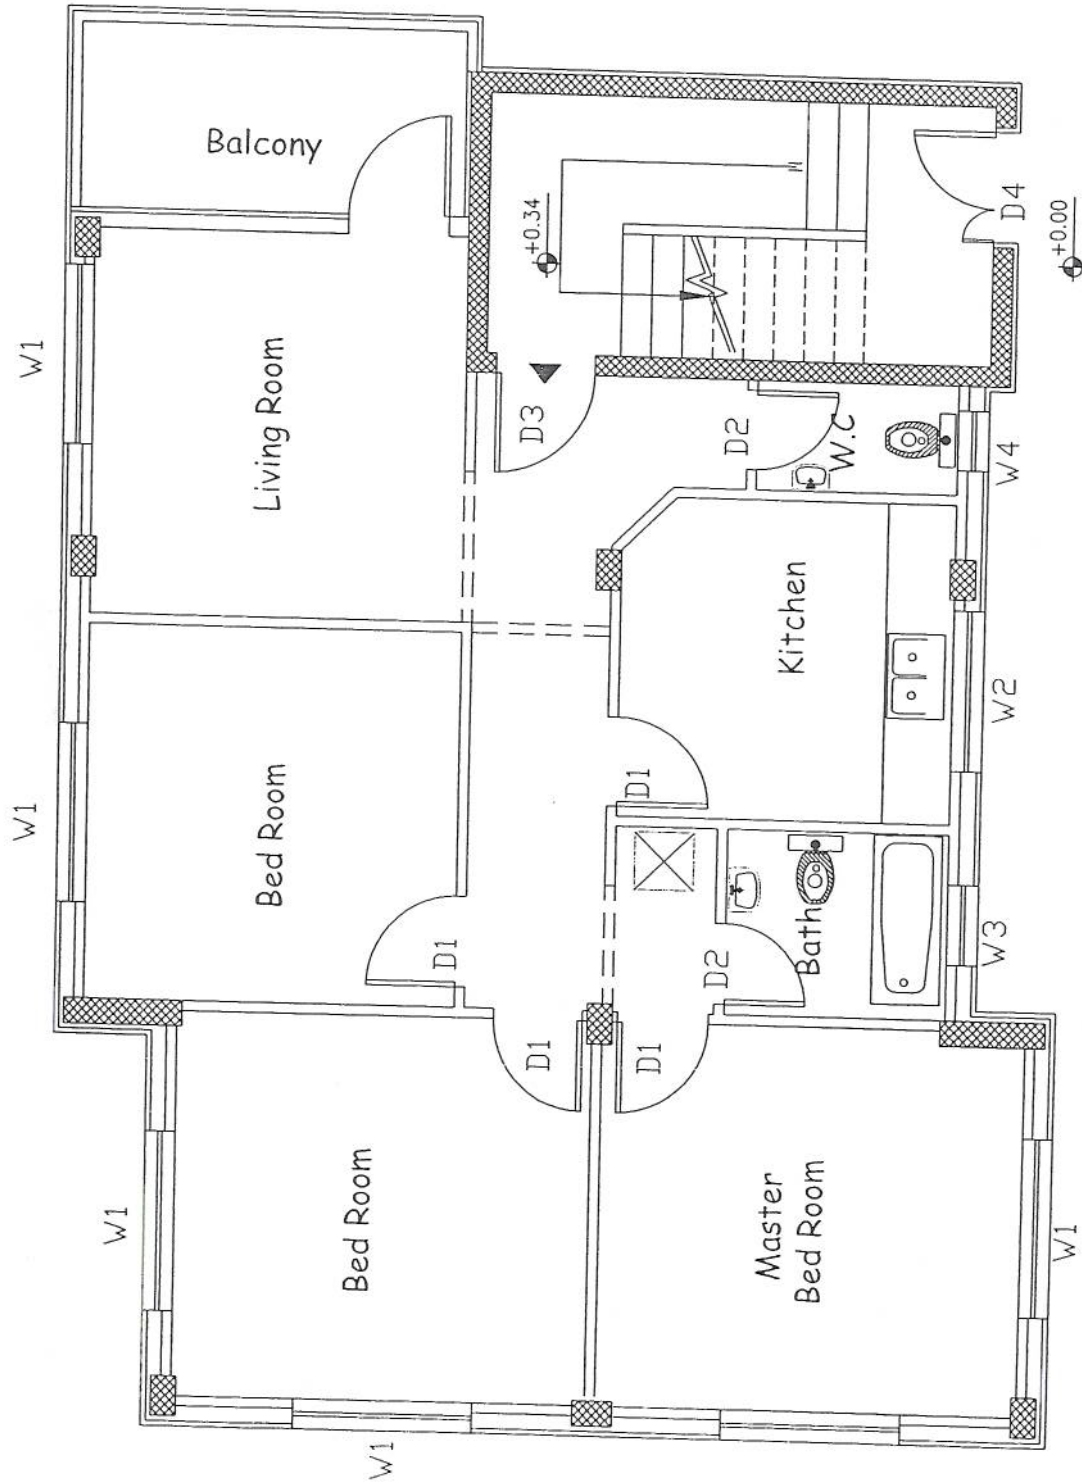 Balcony
W1
Living Room
+0.34
D4
+0.00
D3
D2
W.C
W4
Kitchen
W2
D1
W1
Bed Room
D1
D2
Bath
W3
D1
D1
W1
Bed Room
Master
Bed Room
W1
W1